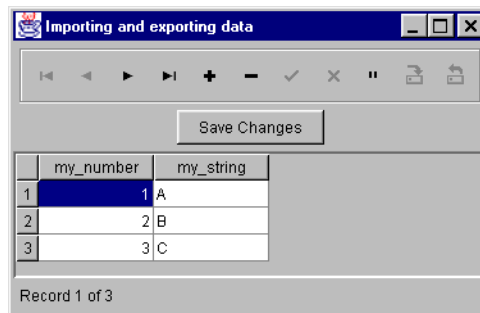 Importing and exporting data
Save Changes
my_number my_string
1 1 A
2 2 B
3 3 C
Record 1 of 3